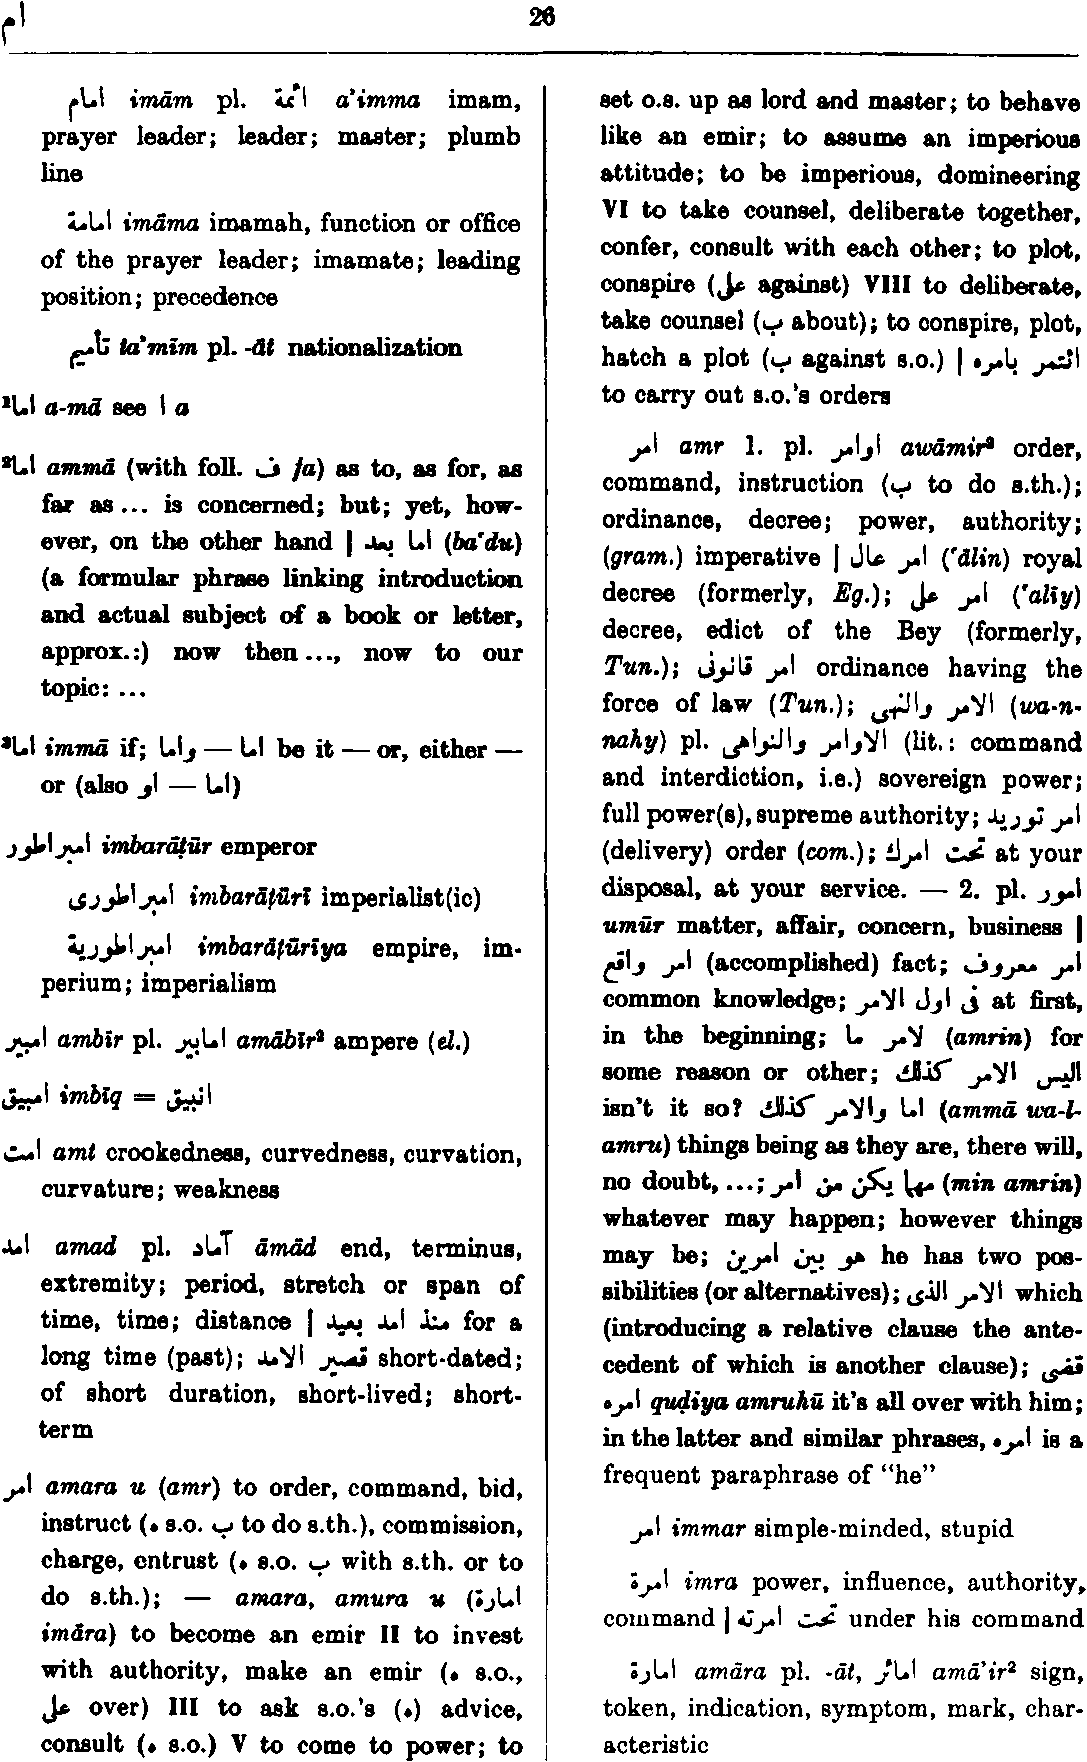 ام
26
امام imām pl. ائمة a'imma imam,
prayer leader; leader; master; plumb
line
امامة imāma imamah, function or office
of the prayer leader; imamate; leading
position; precedence
تأميم ta'mīm pl. -āt nationalization
¹اما a-mā see ا a
²اما ammā (with foll. ف fa) as to, as for, as
far as ... is concerned; but; yet, how-
ever, on the other hand | اما بعد (ba'du)
(a formular phrase linking introduction
and actual subject of a book or letter,
approx.:) now then ..., now to our
topic: ...
³اما immā if; اما — واما be it — or, either —
or (also اما — او)
امبراطور imbarāṭūr emperor
امبراطورى imbarāṭūrī imperialist(ic)
امبراطورية imbarāṭūrīya empire, im-
perium; imperialism
امبير ambīr pl. امابير amābīr² ampere (el.)
امبيق imbīq = انبيق
امت amt crookedness, curvedness, curvation,
curvature; weakness
امد amad pl. آماد āmād end, terminus,
extremity; period, stretch or span of
time, time; distance | منذ امد بعيد for a
long time (past); قصير الامد short-dated;
of short duration, short-lived; short-
term
امر amara u (amr) to order, command, bid,
instruct (ه s.o. ب to do s.th.), commission,
charge, entrust (ه s.o. ب with s.th. or to
do s.th.); — amara, amura u (امارة
imāra) to become an emir II to invest
with authority, make an emir (ه s.o.,
على over) III to ask s.o.'s (ه) advice,
consult (ه s.o.) V to come to power; to
set o.s. up as lord and master; to behave
like an emir; to assume an imperious
attitude; to be imperious, domineering
VI to take counsel, deliberate together,
confer, consult with each other; to plot,
conspire (على against) VIII to deliberate,
take counsel (ب about); to conspire, plot,
hatch a plot (ب against s.o.) | ائتمر بامره
to carry out s.o.'s orders
امر amr 1. pl. اوامر awāmir² order,
command, instruction (ب to do s.th.);
ordinance, decree; power, authority;
(gram.) imperative | امر عال ('ālin) royal
decree (formerly, Eg.); امر على ('alīy)
decree, edict of the Bey (formerly,
Tun.); امر قانونى ordinance having the
force of law (Tun.); الامر والنهى (wa-n-
nahy) pl. الاوامر والنواهى (lit.: command
and interdiction, i.e.) sovereign power;
full power(s), supreme authority; امر توريد
(delivery) order (com.); تحت امرك at your
disposal, at your service. — 2. pl. امور
umūr matter, affair, concern, business |
امر واقع (accomplished) fact; امر معروف
common knowledge; فى اول الامر at first,
in the beginning; لامر ما (amrin) for
some reason or other; اليس الامر كذلك
isn't it so? اما والامر كذلك (ammā wa-l-
amru) things being as they are, there will,
no doubt, ...; مهما يكن من امر (min amrin)
whatever may happen; however things
may be; هو بين امرين he has two pos-
sibilities (or alternatives); الامر الذى which
(introducing a relative clause the ante-
cedent of which is another clause); قضى
امره quḍiya amruhū it's all over with him;
in the latter and similar phrases, امره is a
frequent paraphrase of "he"
امر immar simple-minded, stupid
امرة imra power, influence, authority,
command | تحت امرته under his command
امارة amāra pl. -āt, امائر amā'ir² sign,
token, indication, symptom, mark, char-
acteristic